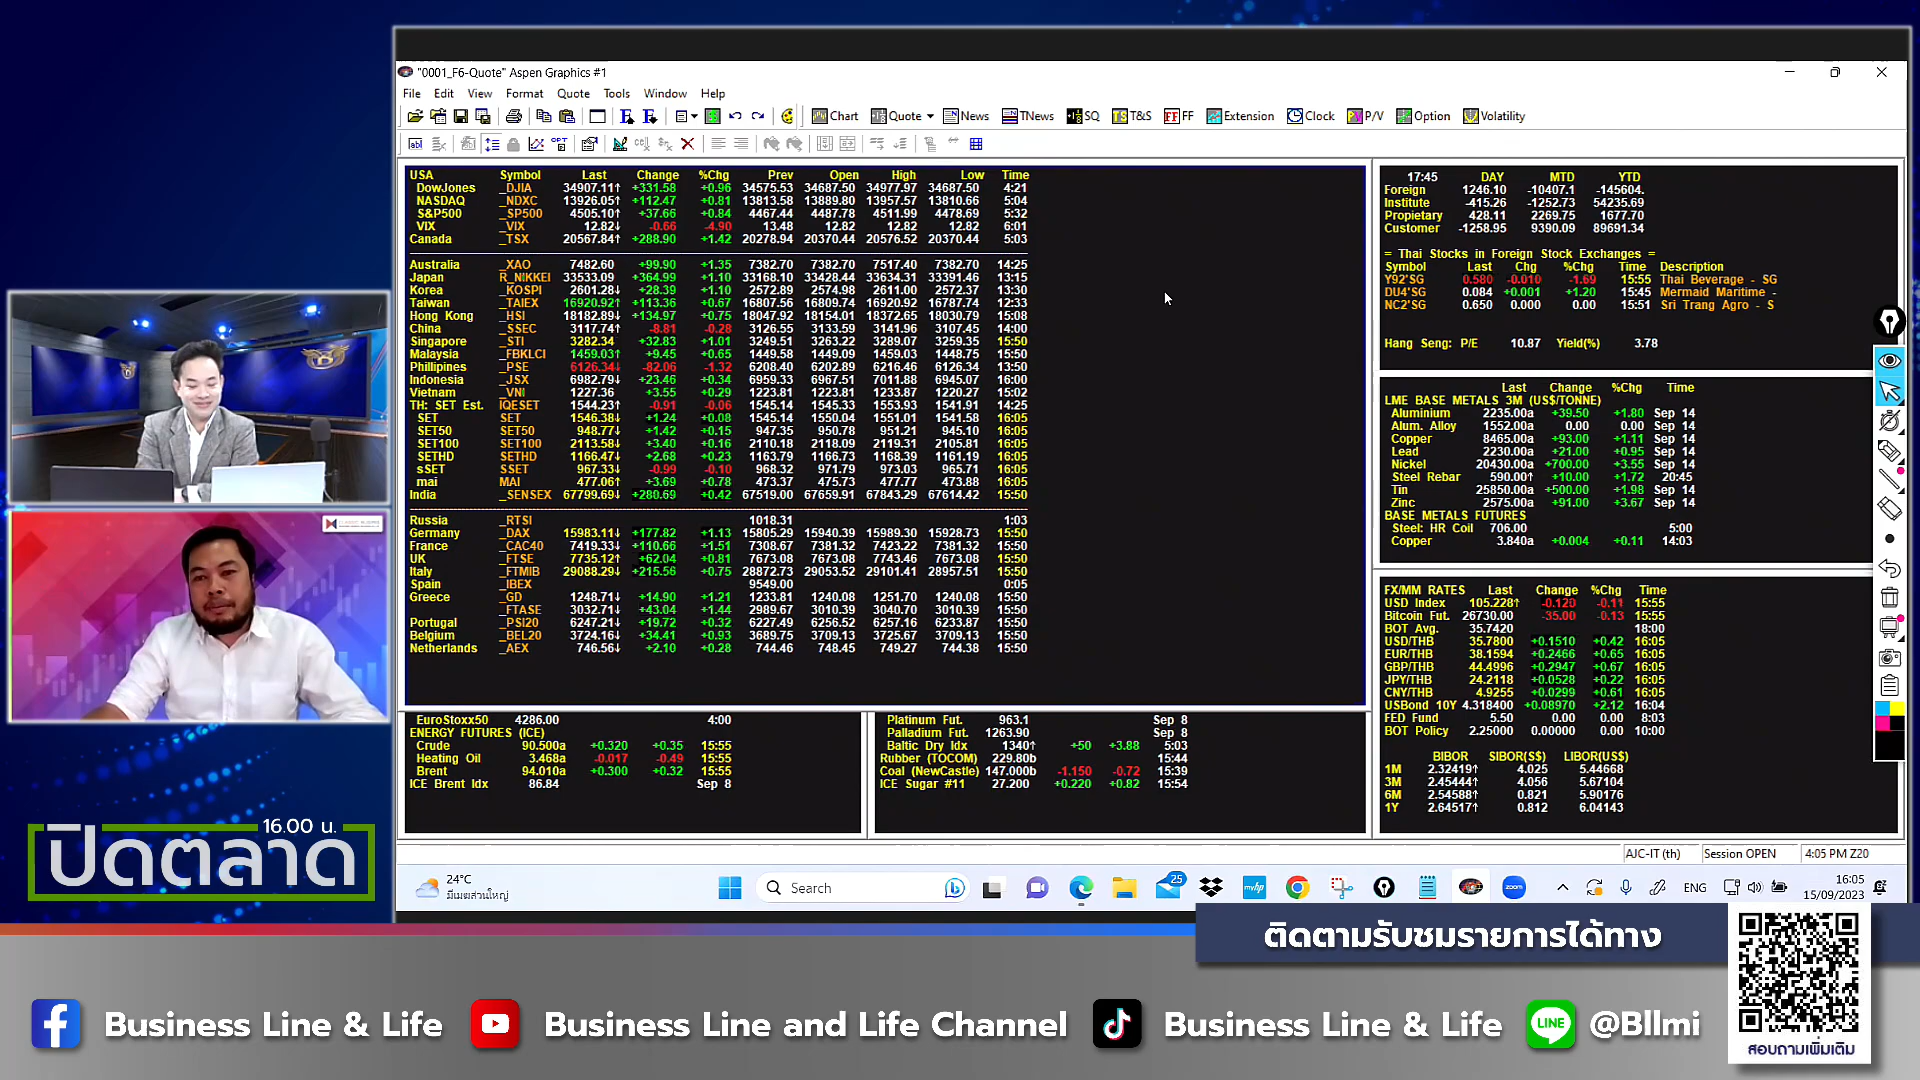 "0001_F6-Quote" Aspen Graphics #1
File Edit View Format Quote Tools Window Help
Chart Quote News TNews SQ T&S FF Extension Clock P/V Option Volatility
USA Symbol Last Change %Chg Prev Open High Low Time
DowJones _DJIA 34907.11↑ +331.58 +0.96 34575.53 34687.50 34977.97 34687.50 4:21
NASDAQ _NDXC 13926.05↑ +112.47 +0.81 13813.58 13889.80 13957.57 13810.66 5:04
S&P500 _SP500 4505.10↑ +37.66 +0.84 4467.44 4487.78 4511.99 4478.69 5:32
VIX _VIX 12.82↓ -0.66 -4.90 13.48 12.82 12.82 12.82 6:01
Canada _TSX 20567.84↑ +288.90 +1.42 20278.94 20370.44 20576.52 20370.44 5:03
Australia _XAO 7482.60 +99.90 +1.35 7382.70 7382.70 7517.40 7382.70 14:25
Japan R_NIKKEI 33533.09 +364.99 +1.10 33168.10 33428.44 33634.31 33391.46 13:15
Korea _KOSPI 2601.28↓ +28.39 +1.10 2572.89 2574.98 2611.00 2572.37 13:30
Taiwan _TAIEX 16920.92↑ +113.36 +0.67 16807.56 16809.74 16920.92 16787.74 12:33
Hong Kong _HSI 18182.89↓ +134.97 +0.75 18047.92 18154.01 18372.65 18030.79 15:08
China _SSEC 3117.74↑ -8.81 -0.28 3126.55 3133.59 3141.96 3107.45 14:00
Singapore _STI 3282.34 +32.83 +1.01 3249.51 3263.22 3289.07 3259.35 15:50
Malaysia _FBKLCI 1459.03↑ +9.45 +0.65 1449.58 1449.09 1459.03 1448.75 15:50
Phillipines _PSE 6126.34↓ -82.06 -1.32 6208.40 6202.89 6216.46 6126.34 13:50
Indonesia _JSX 6982.79↓ +23.46 +0.34 6959.33 6967.51 7011.88 6945.07 16:00
Vietnam _VNI 1227.36 +3.55 +0.29 1223.81 1223.81 1233.87 1220.27 15:02
TH: SET Est. IQESET 1544.23↑ -0.91 -0.06 1545.14 1545.33 1553.93 1541.91 14:25
SET SET 1546.38↓ +1.24 +0.08 1545.14 1550.04 1551.01 1541.58 16:05
SET50 SET50 948.77↓ +1.42 +0.15 947.35 950.78 951.21 945.10 16:05
SET100 SET100 2113.58↓ +3.40 +0.16 2110.18 2118.09 2119.31 2105.81 16:05
SETHD SETHD 1166.47↓ +2.68 +0.23 1163.79 1166.73 1168.39 1161.19 16:05
sSET SSET 967.33↓ -0.99 -0.10 968.32 971.79 973.03 965.71 16:05
mai MAI 477.06↑ +3.69 +0.78 473.37 475.73 477.77 473.88 16:05
India _SENSEX 67799.69↓ +280.69 +0.42 67519.00 67659.91 67843.29 67614.42 15:50
Russia _RTSI 1018.31 1:03
Germany _DAX 15983.11↓ +177.82 +1.13 15805.29 15940.39 15989.30 15928.73 15:50
France _CAC40 7419.33↓ +110.66 +1.51 7308.67 7381.32 7423.22 7381.32 15:50
UK _FTSE 7735.12↑ +62.04 +0.81 7673.08 7673.08 7743.46 7673.08 15:50
Italy _FTMIB 29088.29↓ +215.56 +0.75 28872.73 29053.52 29101.41 28957.51 15:50
Spain _IBEX 9549.00 0:05
Greece _GD 1248.71↓ +14.90 +1.21 1233.81 1240.08 1251.70 1240.08 15:50
_FTASE 3032.71↓ +43.04 +1.44 2989.67 3010.39 3040.70 3010.39 15:50
Portugal _PSI20 6247.21↓ +19.72 +0.32 6227.49 6256.52 6257.16 6233.87 15:50
Belgium _BEL20 3724.16↓ +34.41 +0.93 3689.75 3709.13 3725.67 3709.13 15:50
Netherlands _AEX 746.56↓ +2.10 +0.28 744.46 748.45 749.27 744.38 15:50
EuroStoxx50 4286.00 4:00
ENERGY FUTURES (ICE)
Crude 90.500a +0.320 +0.35 15:55
Heating Oil 3.468a -0.017 -0.49 15:55
Brent 94.010a +0.300 +0.32 15:55
ICE Brent Idx 86.84 Sep 8
Platinum Fut. 963.1 Sep 8
Palladium Fut. 1263.90 Sep 8
Baltic Dry Idx 1340↑ +50 +3.88 5:03
Rubber (TOCOM) 229.80b 15:44
Coal (NewCastle) 147.000b -1.150 -0.72 15:39
ICE Sugar #11 27.200 +0.220 +0.82 15:54
17:45 DAY MTD YTD
Foreign 1246.10 -10407.1 -145604.
Institute -415.26 -1252.73 54235.69
Propietary 428.11 2269.75 1677.70
Customer -1258.95 9390.09 89691.34
= Thai Stocks in Foreign Stock Exchanges =
Symbol Last Chg %Chg Time Description
Y92'SG 0.580 -0.010 -1.69 15:55 Thai Beverage - SG
DU4'SG 0.084 +0.001 +1.20 15:45 Mermaid Maritime -
NC2'SG 0.650 0.000 0.00 15:51 Sri Trang Agro - S
Hang Seng: P/E 10.87 Yield(%) 3.78
Last Change %Chg Time
LME BASE METALS 3M (US$/TONNE)
Aluminium 2235.00a +39.50 +1.80 Sep 14
Alum. Alloy 1552.00a 0.00 0.00 Sep 14
Copper 8465.00a +93.00 +1.11 Sep 14
Lead 2230.00a +21.00 +0.95 Sep 14
Nickel 20430.00a +700.00 +3.55 Sep 14
Steel Rebar 590.00↑ +10.00 +1.72 20:45
Tin 25850.00a +500.00 +1.98 Sep 14
Zinc 2575.00a +91.00 +3.67 Sep 14
BASE METALS FUTURES
Steel: HR Coil 706.00 5:00
Copper 3.840a +0.004 +0.11 14:03
FX/MM RATES Last Change %Chg Time
USD Index 105.228↑ -0.120 -0.11 15:55
Bitcoin Fut. 26730.00 -35.00 -0.13 15:55
BOT Avg. 35.7420 18:00
USD/THB 35.7800 +0.1510 +0.42 16:05
EUR/THB 38.1594 +0.2466 +0.65 16:05
GBP/THB 44.4996 +0.2947 +0.67 16:05
JPY/THB 24.2118 +0.0528 +0.22 16:05
CNY/THB 4.9255 +0.0299 +0.61 16:05
USBond 10Y 4.318400 +0.08970 +2.12 16:04
FED Fund 5.50 0.00 0.00 8:03
BOT Policy 2.25000 0.00000 0.00 10:00
BIBOR SIBOR(S$) LIBOR(US$)
1M 2.32419↑ 4.025 5.44668
3M 2.45444↑ 4.056 5.67104
6M 2.54588↑ 0.821 5.90176
1Y 2.64517↑ 0.812 6.04143
AJC-IT (th) Session OPEN 4:05 PM Z20
24°C
มีเมฆส่วนใหญ่
Search
25
zoom
ENG
16:05
15/09/2023
16.00 น.
ปิดตลาด
ติดตามรับชมรายการได้ทาง
Business Line & Life
Business Line and Life Channel
Business Line & Life
LINE
@Bllmi
สอบถามเพิ่มเติม